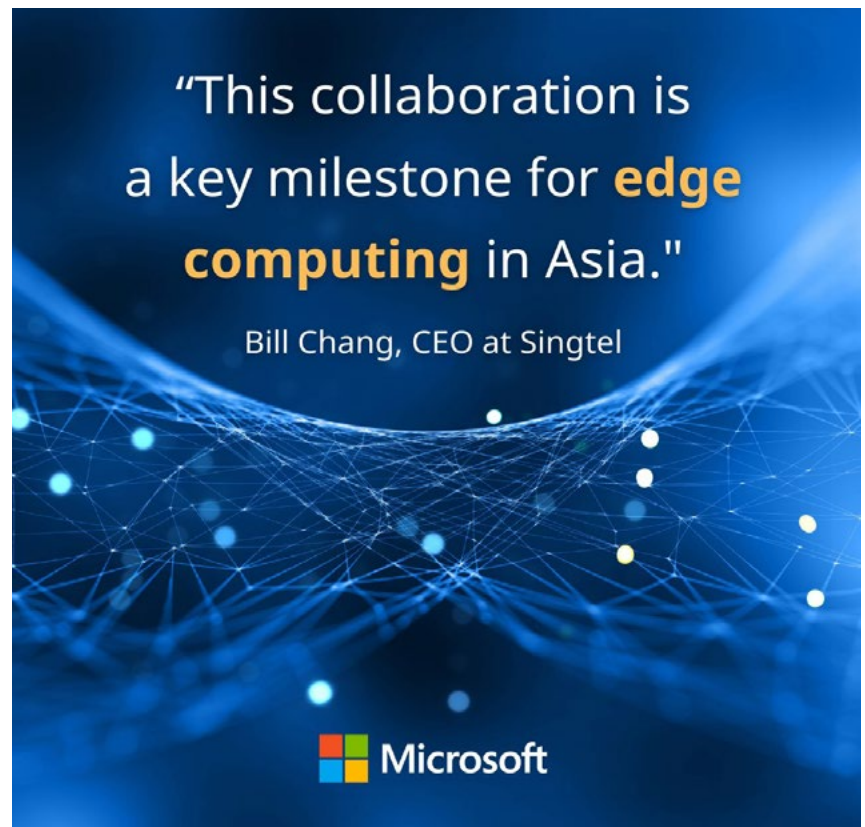 “This collaboration is
a key milestone for edge
computing in Asia."
Bill Chang, CEO at Singtel
Microsoft